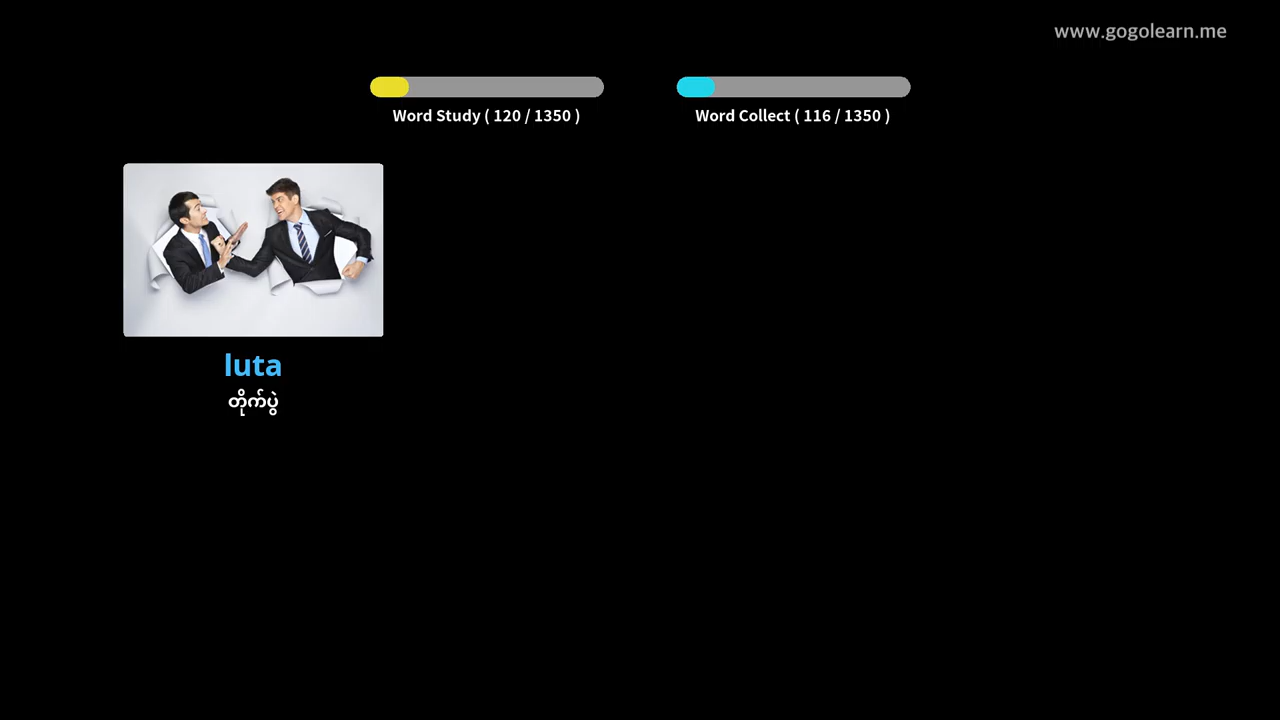 www.gogolearn.me
Word Study ( 120 / 1350 )
Word Collect ( 116 / 1350 )
luta
တိုက်ပွဲ